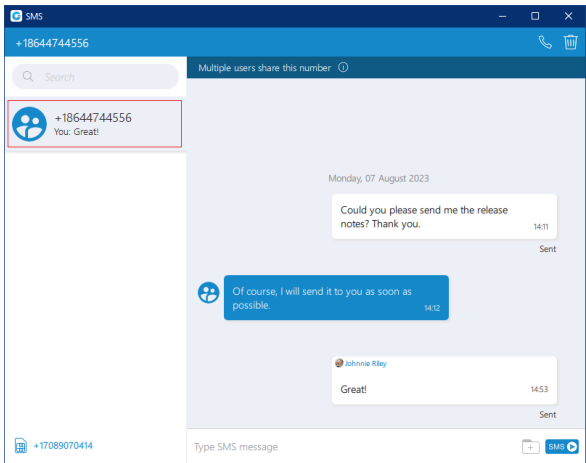 SMS
+18644744556
Search
Multiple users share this number
+18644744556
You: Great!
Monday, 07 August 2023
Could you please send me the release
notes? Thank you.
14:11
Sent
Of course, I will send it to you as soon as
possible.
14:12
Johnnie Riley
Great!
14:53
Sent
+17089070414
Type SMS message
SMS